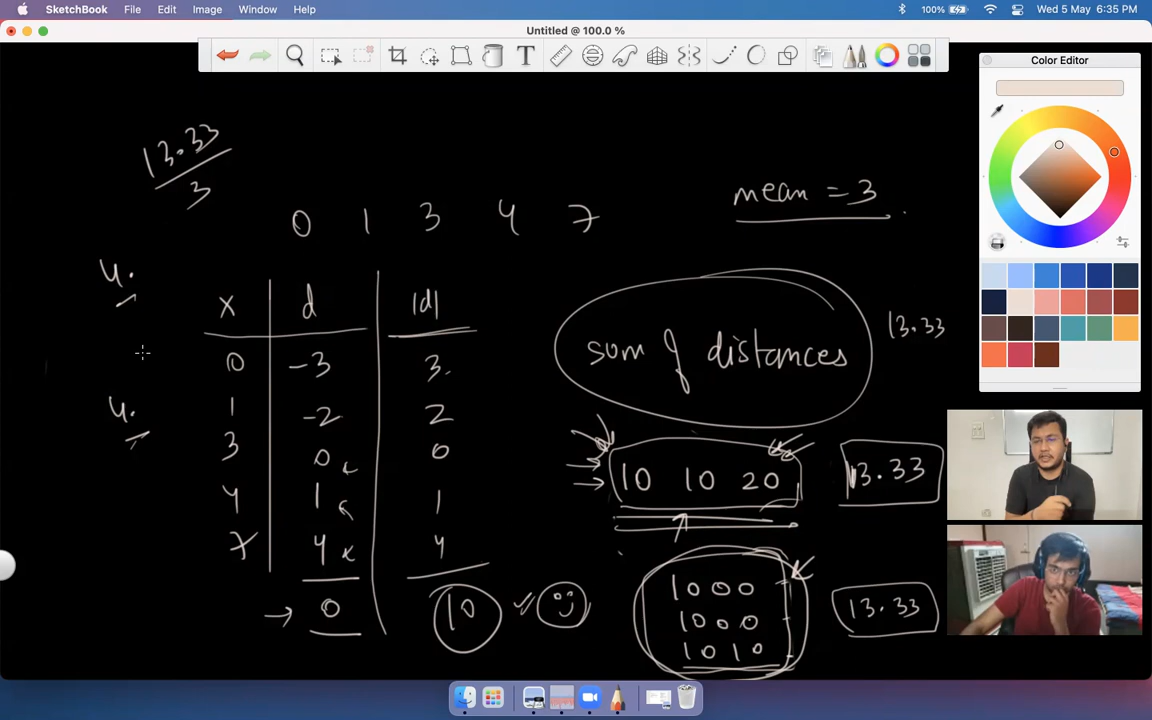 SketchBook File Edit Image Window Help 100% Wed 5 May 6:35 PM
Untitled @ 100.0 %
T
Color Editor
13.33
3
mean = 3
0 1 3 4 7
4.
x d |d|
sum of distances 13.33
0 -3 3
4.
1 -2 2
3 0 0
10 10 20 13.33
4 1 1
7 4 4
→ 0 10
1000
1000 13.33
1010